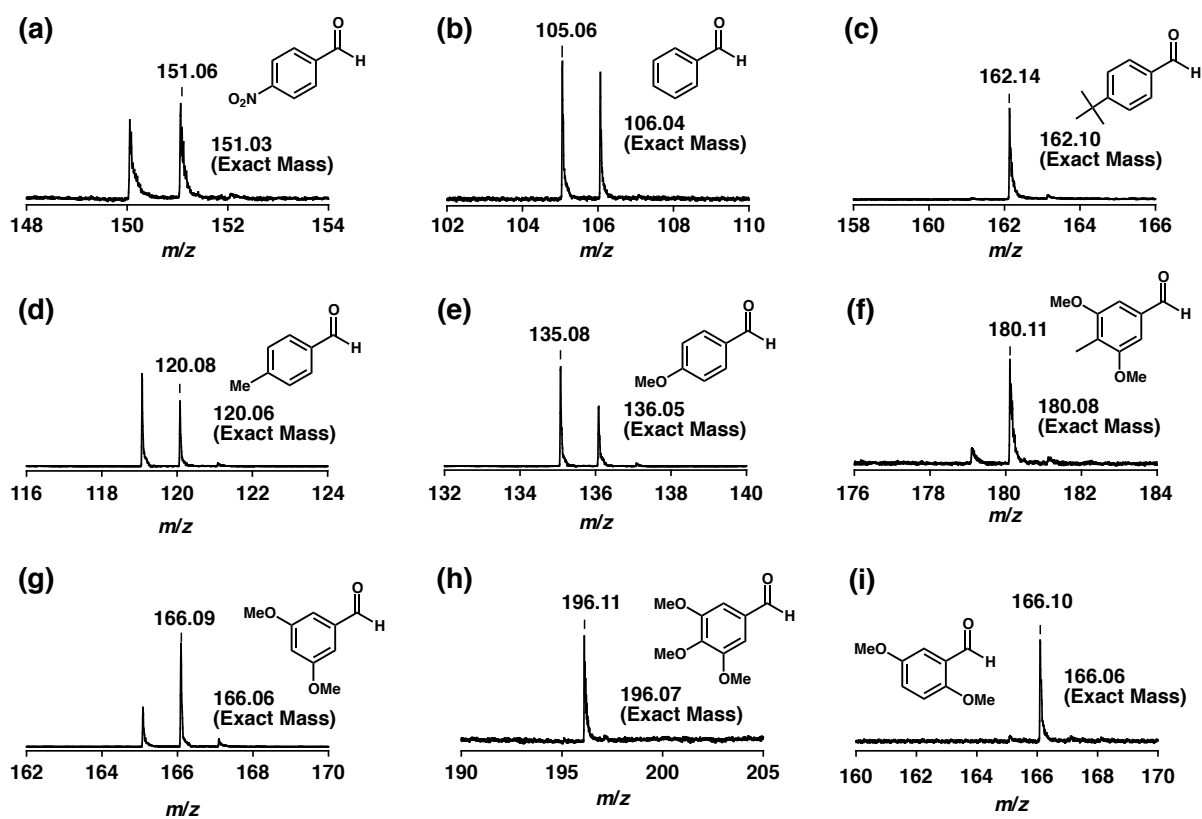 (a)
151.06
O
H
O₂N
151.03
(Exact Mass)
148 150 152 154
m/z
(b)
105.06
O
H
106.04
(Exact Mass)
102 104 106 108 110
m/z
(c)
162.14
O
H
162.10
(Exact Mass)
158 160 162 164 166
m/z
(d)
120.08
O
H
Me
120.06
(Exact Mass)
116 118 120 122 124
m/z
(e)
135.08
O
H
MeO
136.05
(Exact Mass)
132 134 136 138 140
m/z
(f)
180.11
O
MeO
H
OMe
180.08
(Exact Mass)
176 178 180 182 184
m/z
(g)
166.09
O
MeO
H
OMe
166.06
(Exact Mass)
162 164 166 168 170
m/z
(h)
196.11
O
MeO
H
MeO
OMe
196.07
(Exact Mass)
190 195 200 205
m/z
(i)
166.10
O
MeO
H
OMe
166.06
(Exact Mass)
160 162 164 166 168 170
m/z